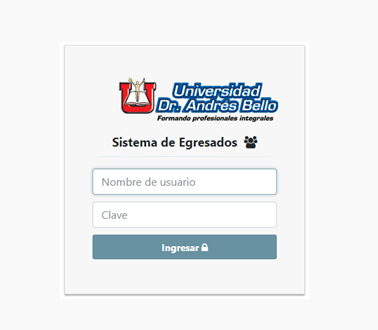 Universidad
Dr. Andrés Bello
Formando profesionales integrales
Sistema de Egresados
Nombre de usuario
Clave
Ingresar